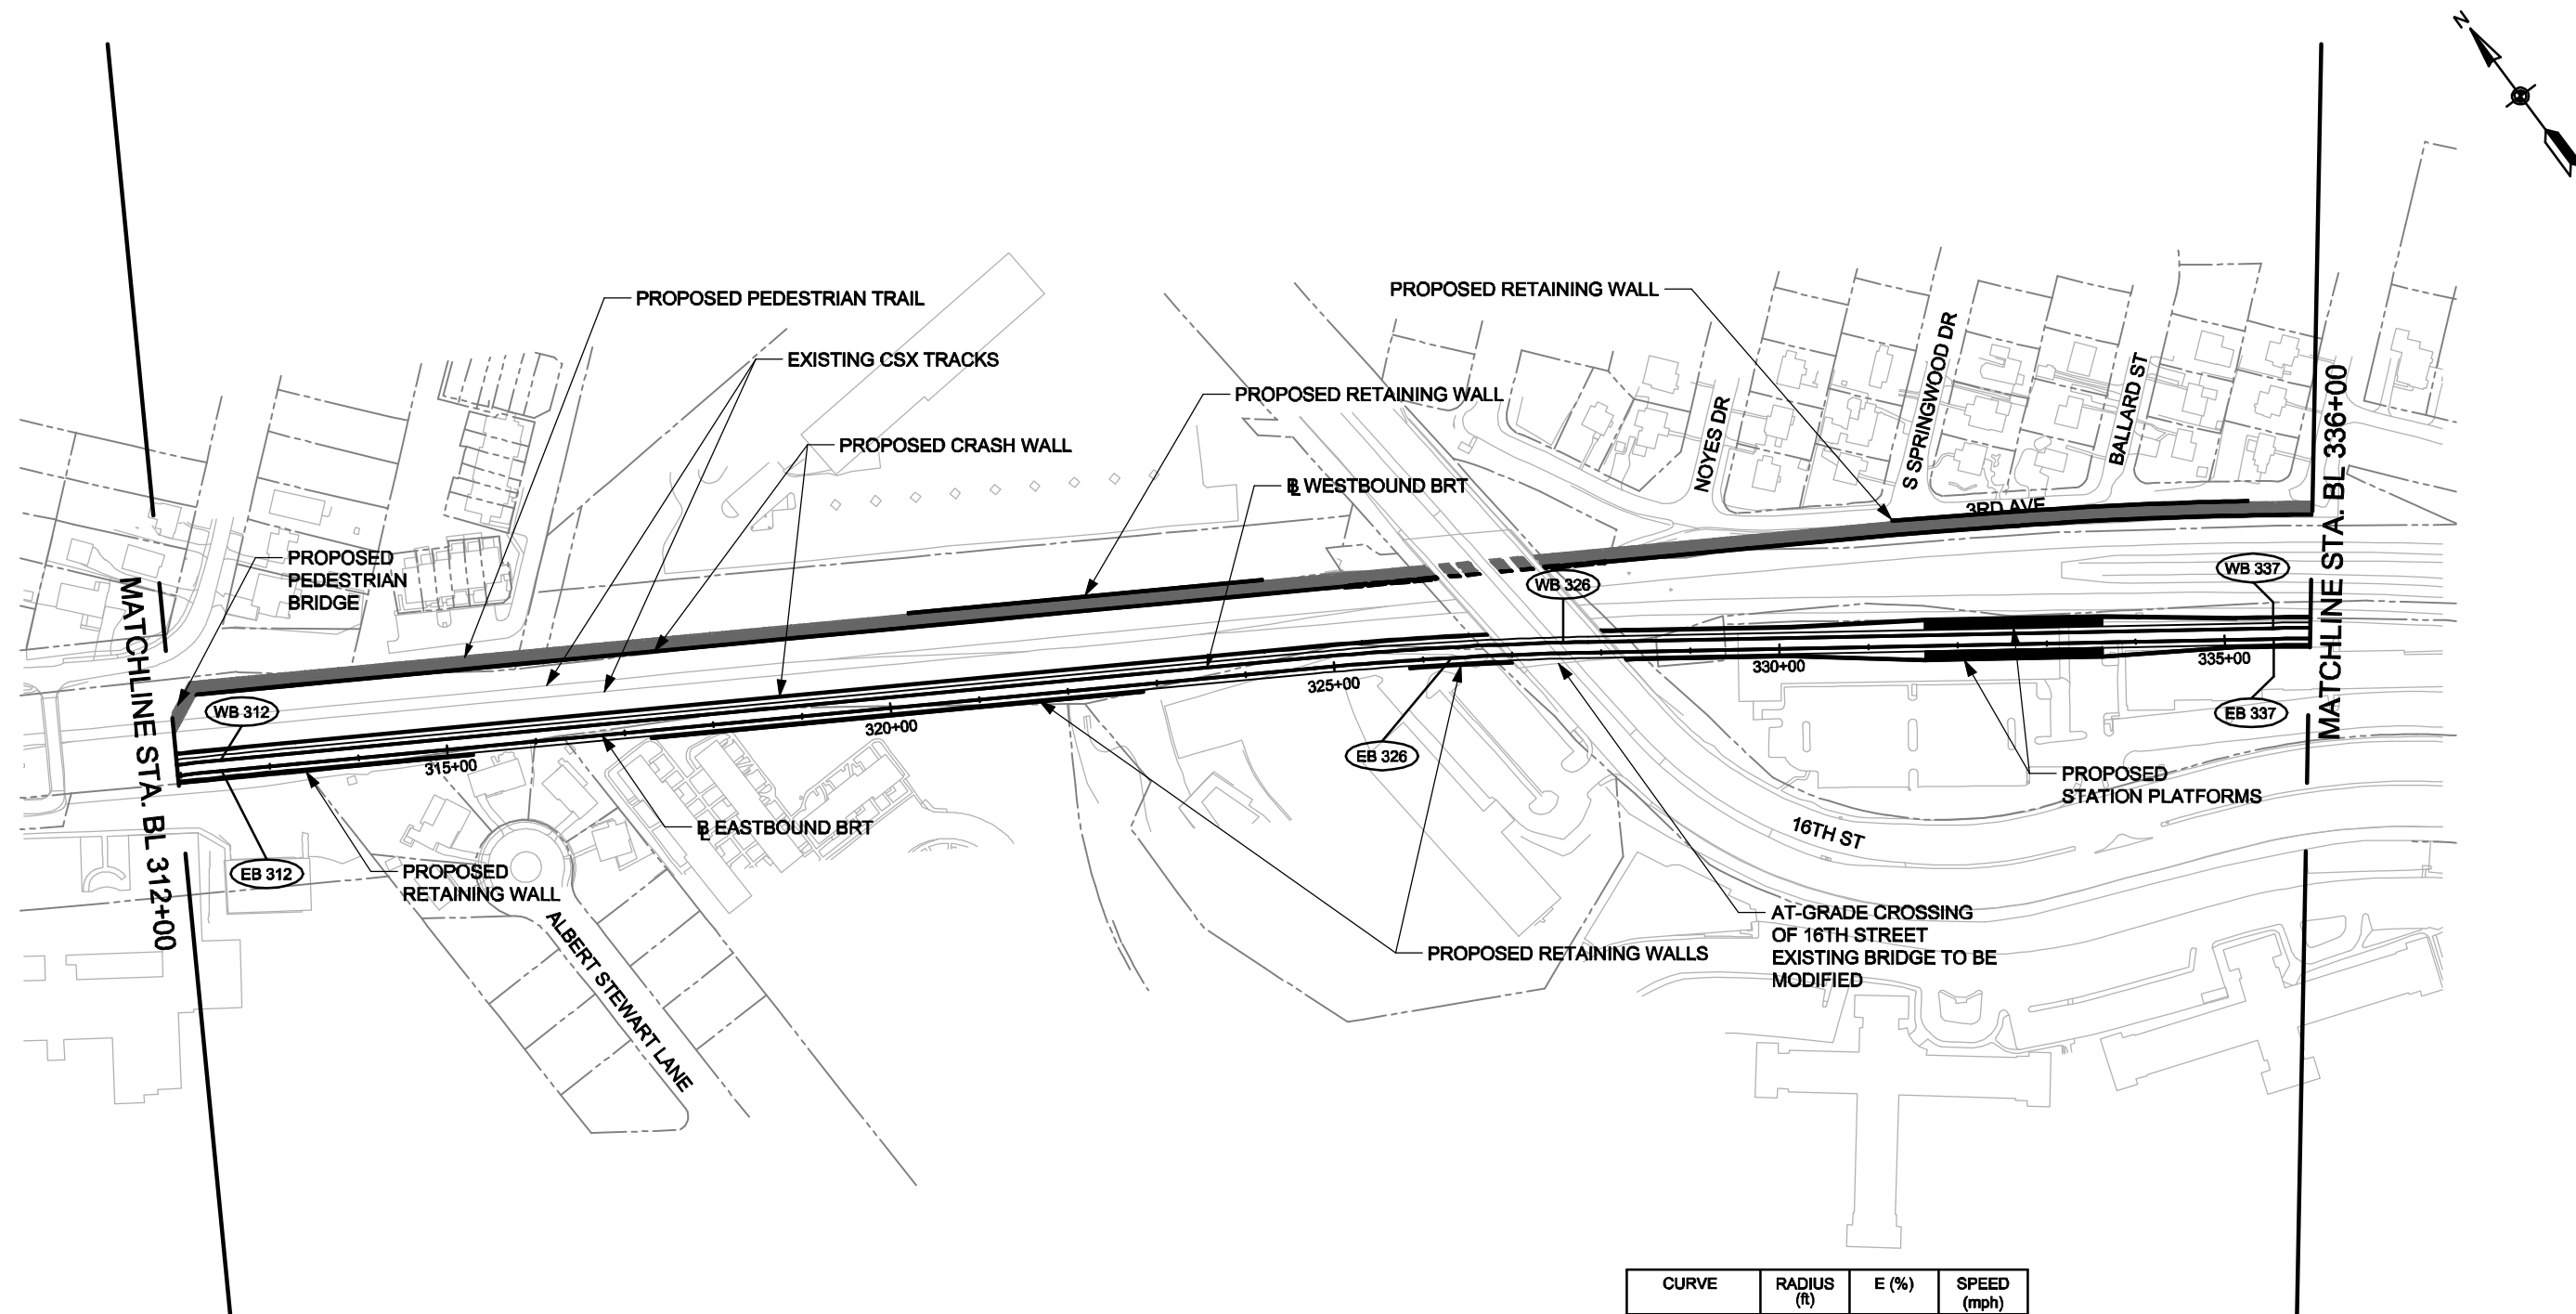 N
PROPOSED PEDESTRIAN TRAIL
PROPOSED RETAINING WALL
EXISTING CSX TRACKS
PROPOSED RETAINING WALL
PROPOSED CRASH WALL
BL WESTBOUND BRT
NOYES DR
S SPRINGWOOD DR
BALLARD ST
3RD AVE
PROPOSED
PEDESTRIAN
BRIDGE
MATCHLINE STA. BL 312+00
MATCHLINE STA. BL 336+00
WB 312
WB 326
WB 337
315+00
320+00
325+00
330+00
335+00
EB 312
EB 326
EB 337
PROPOSED
RETAINING WALL
BL EASTBOUND BRT
ALBERT STEWART LANE
PROPOSED
STATION PLATFORMS
16TH ST
PROPOSED RETAINING WALLS
AT-GRADE CROSSING
OF 16TH STREET
EXISTING BRIDGE TO BE
MODIFIED
CURVE RADIUS E (%) SPEED
(ft) (mph)